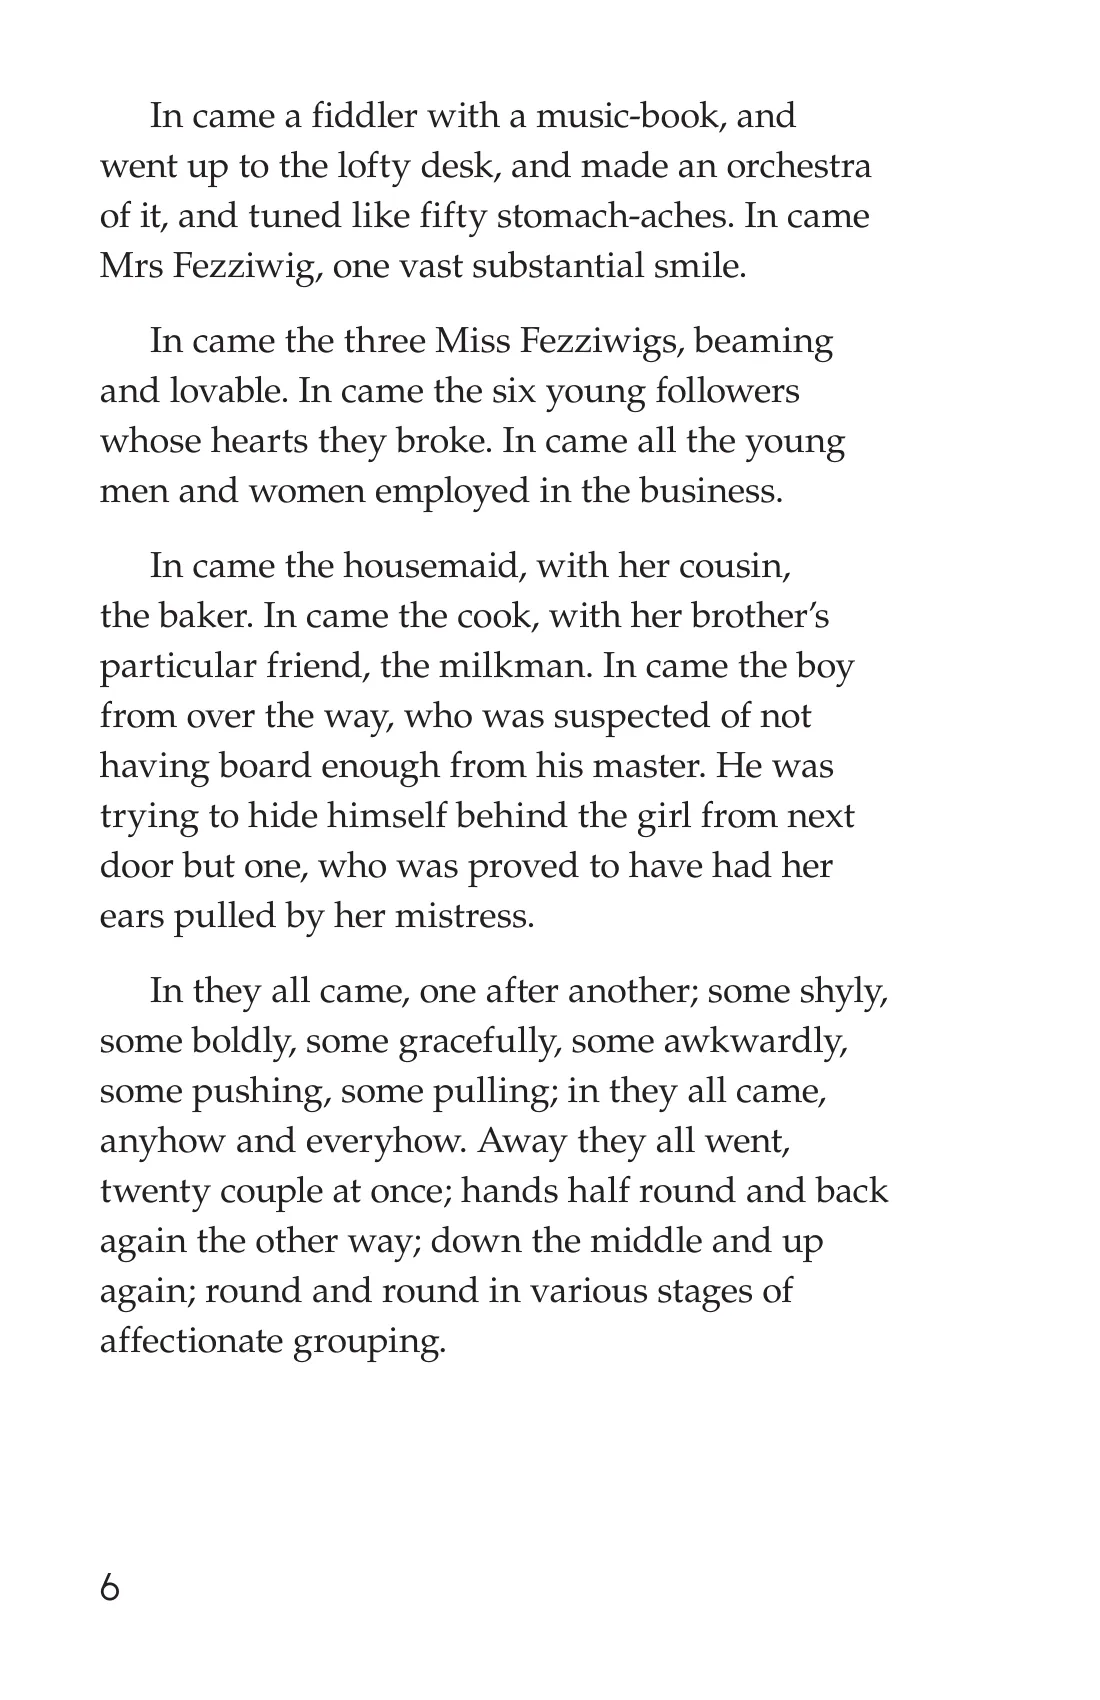 In came a fiddler with a music-book, and
went up to the lofty desk, and made an orchestra
of it, and tuned like fifty stomach-aches. In came
Mrs Fezziwig, one vast substantial smile.
In came the three Miss Fezziwigs, beaming
and lovable. In came the six young followers
whose hearts they broke. In came all the young
men and women employed in the business.
In came the housemaid, with her cousin,
the baker. In came the cook, with her brother’s
particular friend, the milkman. In came the boy
from over the way, who was suspected of not
having board enough from his master. He was
trying to hide himself behind the girl from next
door but one, who was proved to have had her
ears pulled by her mistress.
In they all came, one after another; some shyly,
some boldly, some gracefully, some awkwardly,
some pushing, some pulling; in they all came,
anyhow and everyhow. Away they all went,
twenty couple at once; hands half round and back
again the other way; down the middle and up
again; round and round in various stages of
affectionate grouping.
6